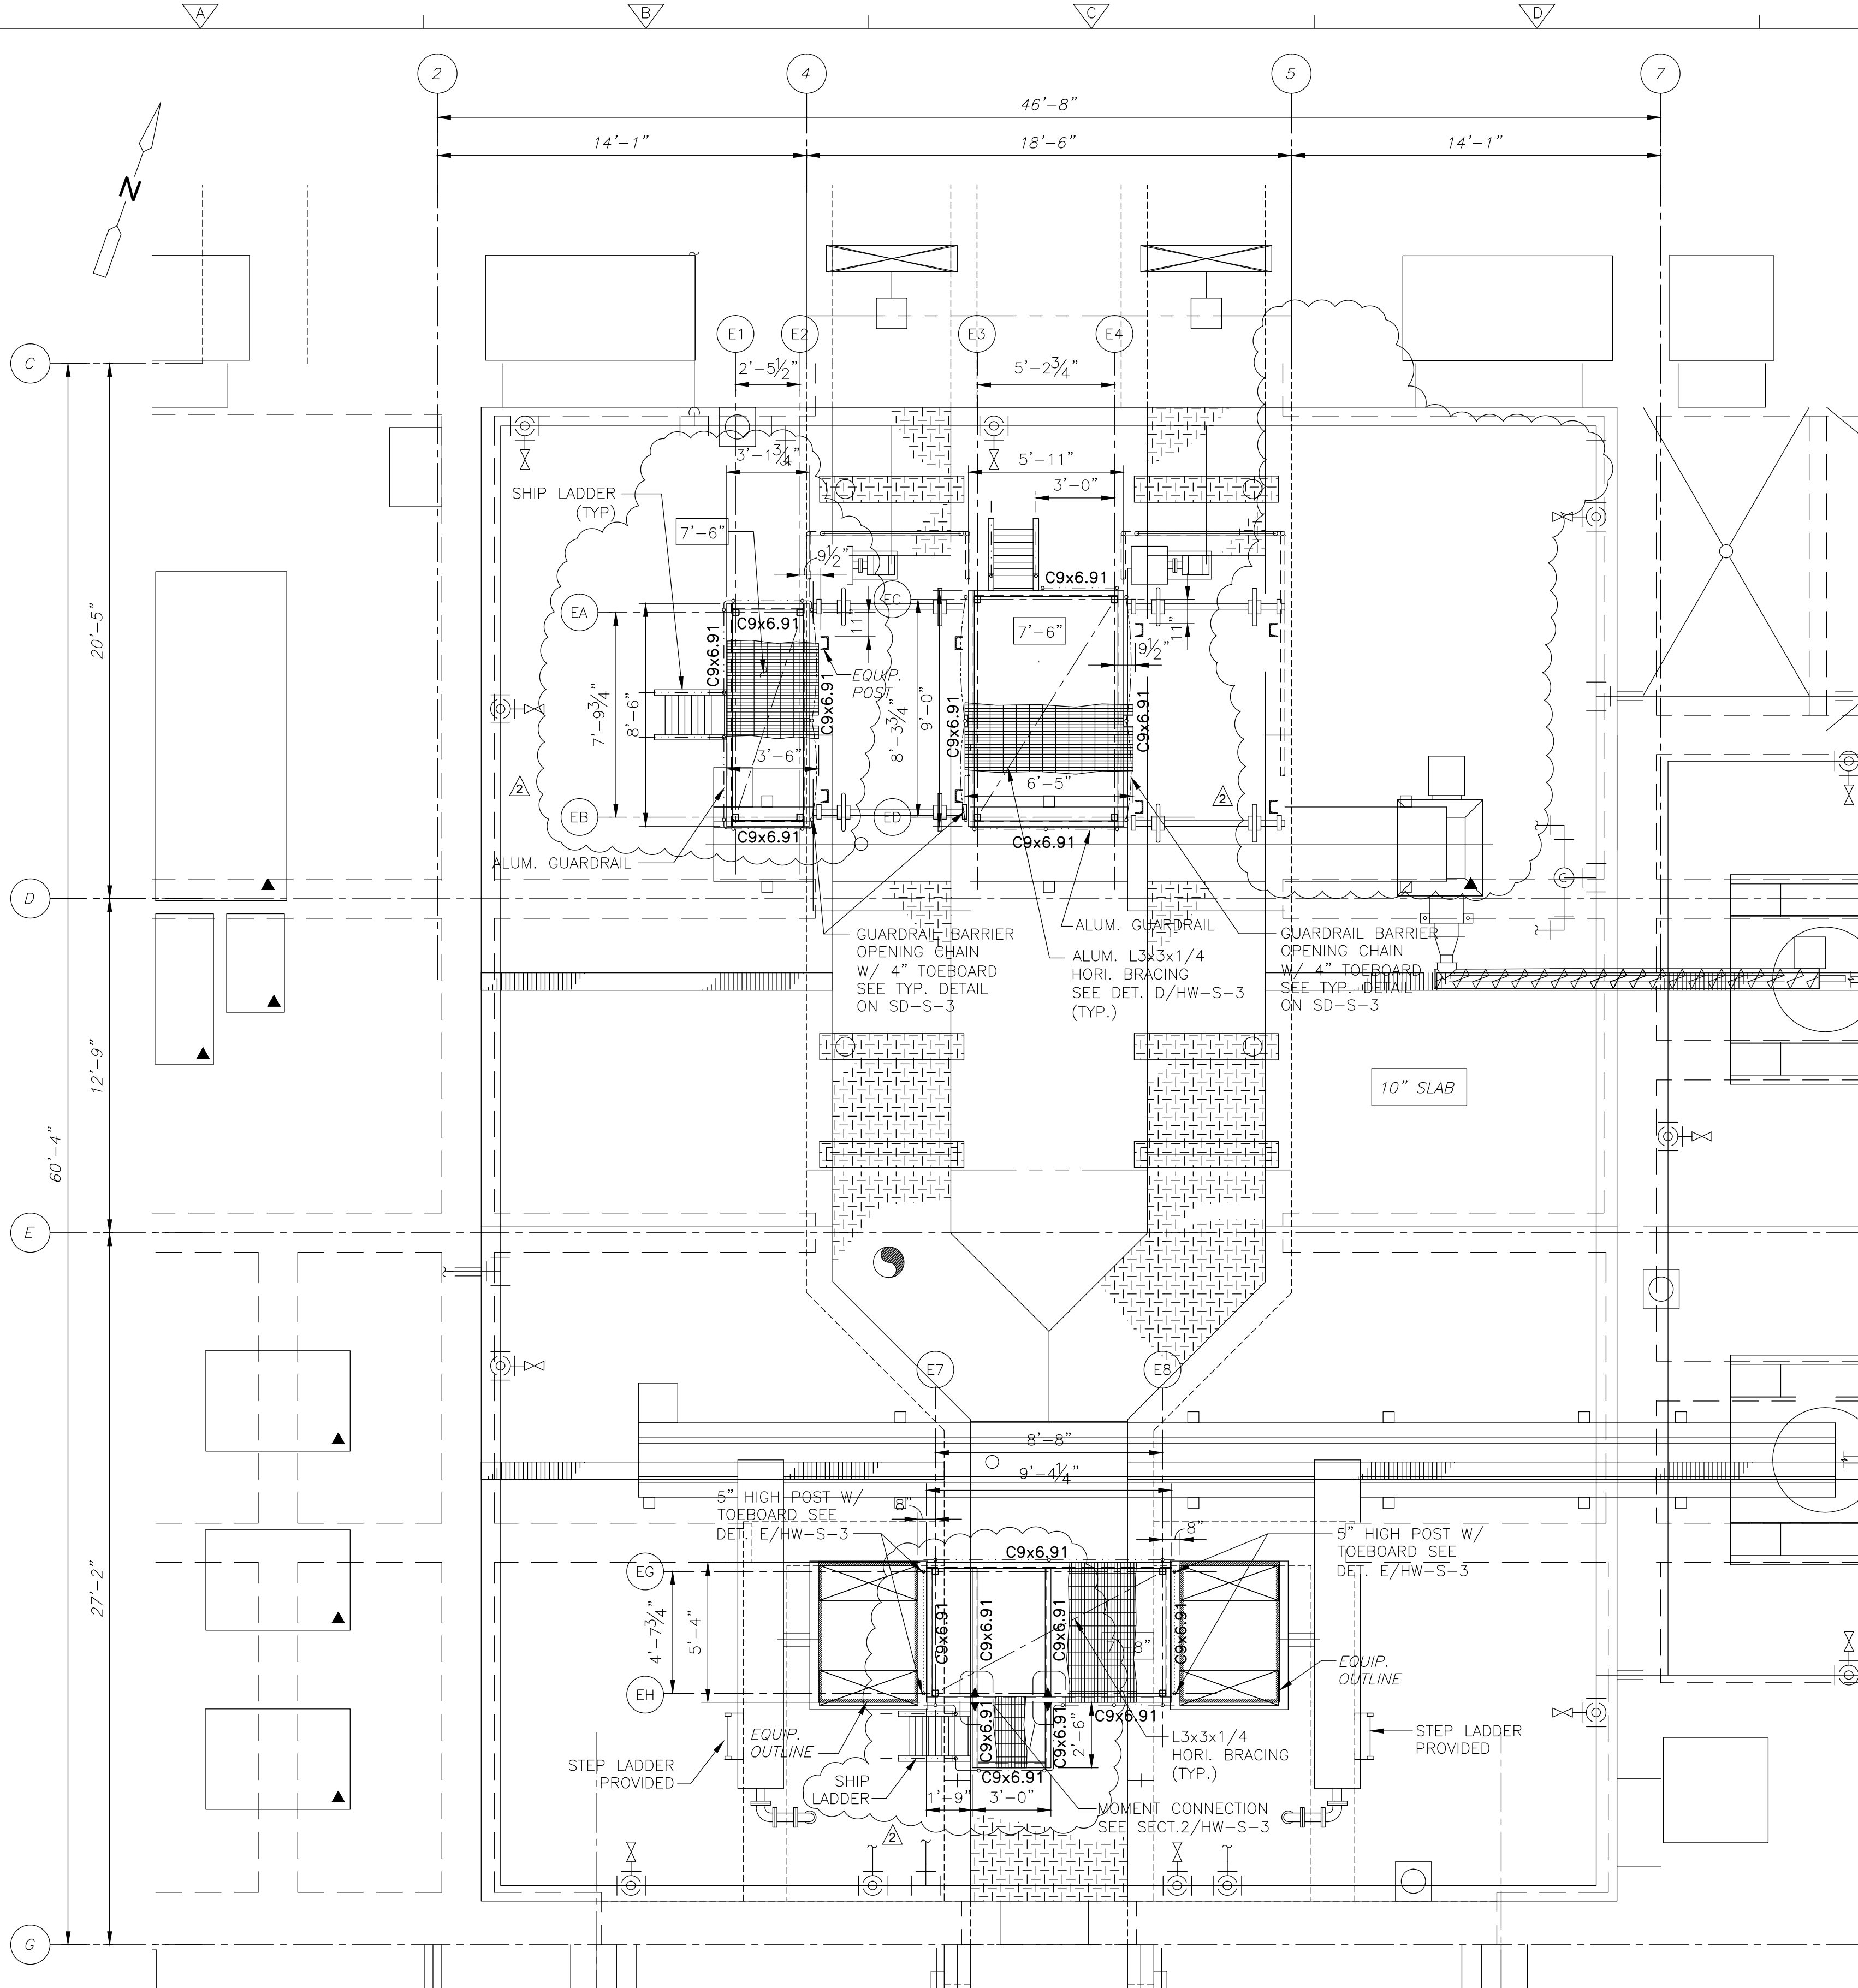 A
B
C
D
2
4
5
7
46'-8"
14'-1"
18'-6"
14'-1"
N
E1
E2
E3
E4
C
2'-5½"
5'-2¾"
3'-1¾"
5'-11"
SHIP LADDER
(TYP)
3'-0"
7'-6"
9½"
C9x6.91
EC
EA
C9x6.91
11"
7'-6"
11"
C9x6.91
9½"
EQUIP.
POST
C9x6.91
20'-5"
7'-9¾"
8'-6"
8'-3¾"
9'-0"
C9x6.91
C9x6.91
3'-6"
6'-5"
2
2
EB
ED
C9x6.91
C9x6.91
ALUM. GUARDRAIL
D
ALUM. GUARDRAIL
GUARDRAIL BARRIER
OPENING CHAIN
W/ 4" TOEBOARD
SEE TYP. DETAIL
ON SD-S-3
ALUM. L3x3x1/4
HORI. BRACING
SEE DET. D/HW-S-3
(TYP.)
GUARDRAIL BARRIER
OPENING CHAIN
W/ 4" TOEBOARD
SEE TYP. DETAIL
ON SD-S-3
12'-9"
10" SLAB
60'-4"
E
E7
E8
8'-8"
9'-4¼"
5" HIGH POST W/
TOEBOARD SEE
DET. E/HW-S-3
8"
8"
5" HIGH POST W/
TOEBOARD SEE
DET. E/HW-S-3
C9x6.91
EG
27'-2"
4'-7¾"
5'-4"
C9x6.91
C9x6.91
C9x6.91
7'-8"
C9x6.91
EQUIP.
OUTLINE
EH
C9x6.91
C9x6.91
C9x6.91
2'-6"
EQUIP.
OUTLINE
STEP LADDER
PROVIDED
L3x3x1/4
HORI. BRACING
(TYP.)
STEP LADDER
PROVIDED
SHIP
LADDER
C9x6.91
1'-9"
3'-0"
MOMENT CONNECTION
SEE SECT.2/HW-S-3
2
G